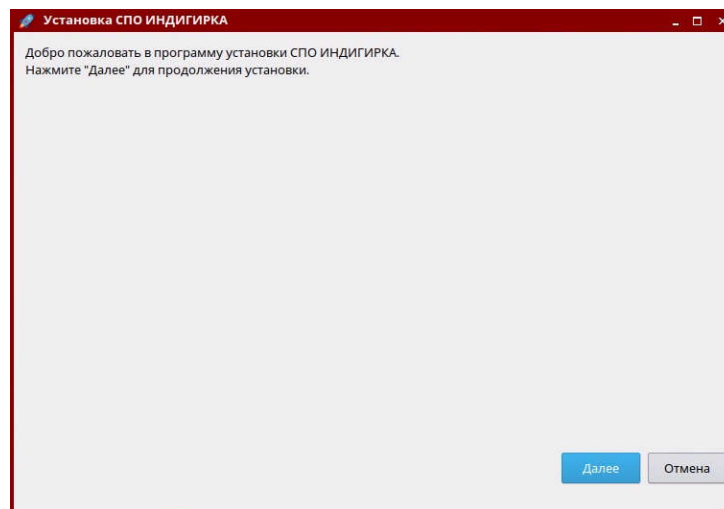 Установка СПО ИНДИГИРКА
Добро пожаловать в программу установки СПО ИНДИГИРКА.
Нажмите "Далее" для продолжения установки.
Далее
Отмена